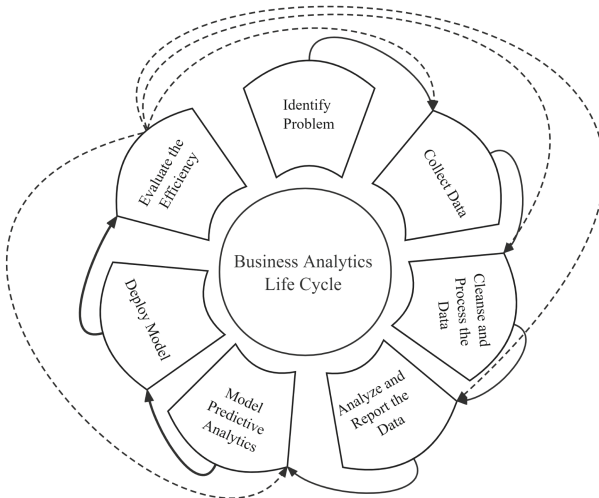 Identify
Problem
Collect Data
Cleanse and
Process the
Data
Analyze and
Report the
Data
Model
Predictive
Analytics
Deploy Model
Evaluate the
Efficiency
Business Analytics
Life Cycle